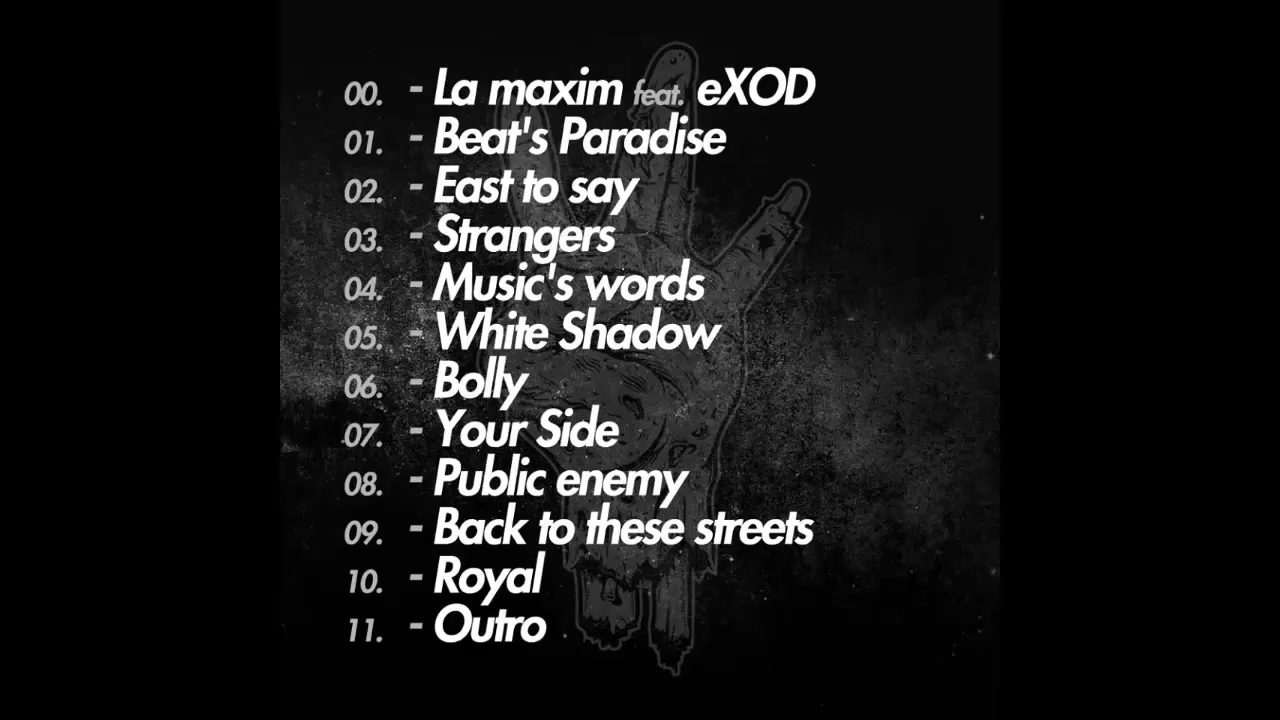 00. - La maxim feat. eXOD
01. - Beat's Paradise
02. - East to say
03. - Strangers
04. - Music's words
05. - White Shadow
06. - Bolly
07. - Your Side
08. - Public enemy
09. - Back to these streets
10. - Royal
11. - Outro